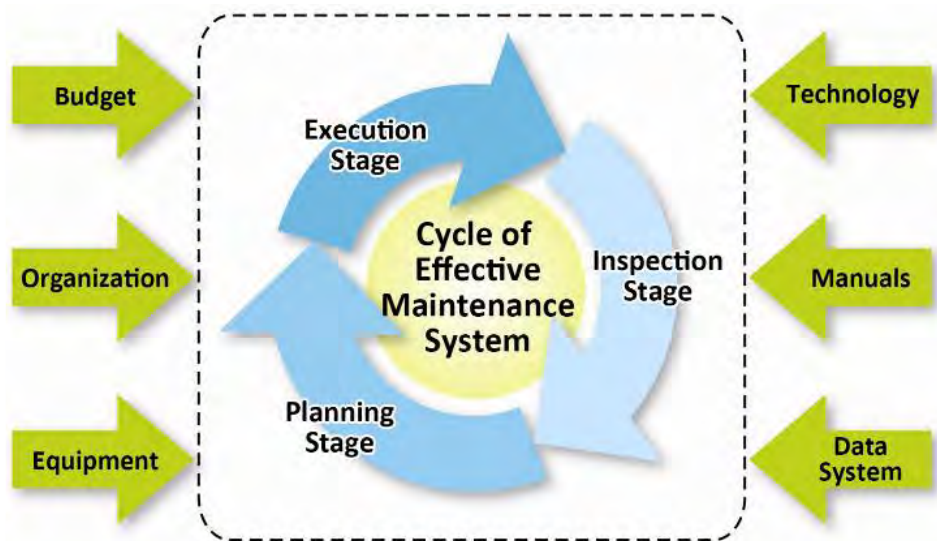 Budget
Organization
Equipment
Execution
Stage
Cycle of
Effective
Maintenance
System
Inspection
Stage
Planning
Stage
Technology
Manuals
Data
System